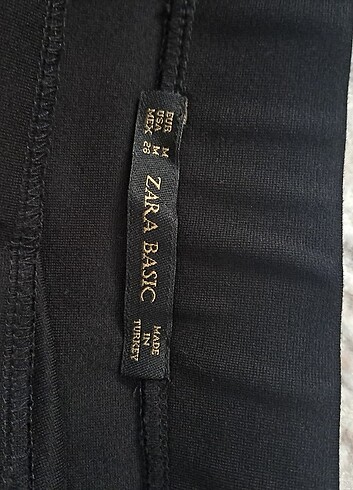 EUR M
USA M
MEX 28
ZARA BASIC
MADE
IN
TURKEY